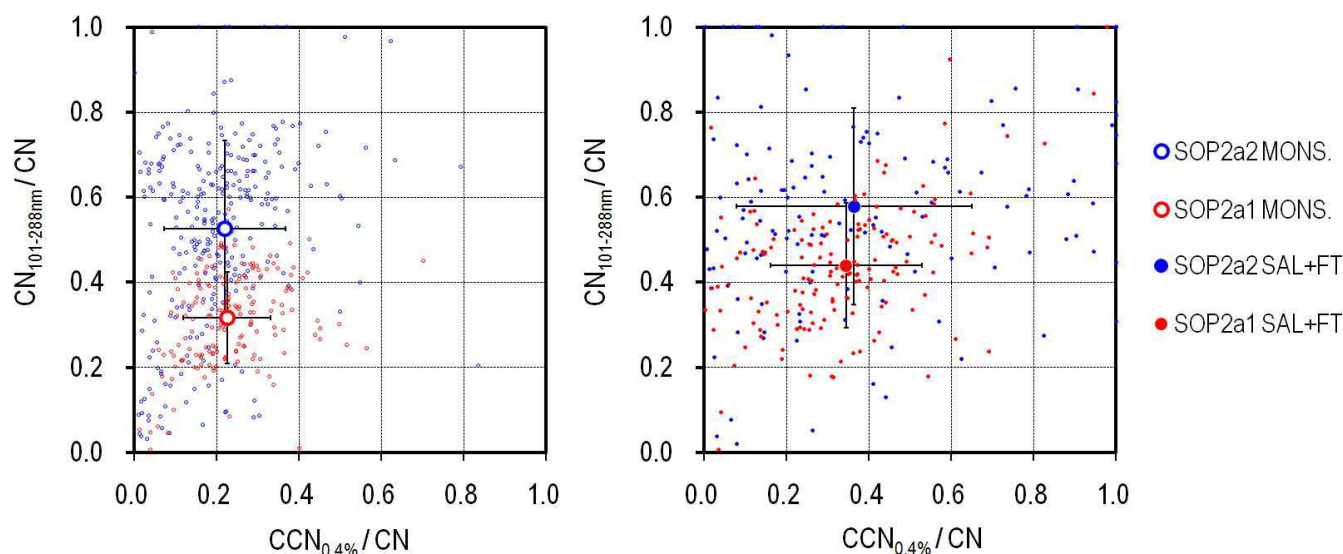 1.0
0.8
0.6
0.4
0.2
0.0
CN101-288nm / CN
0.0 0.2 0.4 0.6 0.8 1.0
CCN0.4% / CN
1.0
0.8
0.6
0.4
0.2
0.0
CN101-288nm / CN
0.0 0.2 0.4 0.6 0.8 1.0
CCN0.4% / CN
SOP2a2 MONS.
SOP2a1 MONS.
SOP2a2 SAL+FT
SOP2a1 SAL+FT